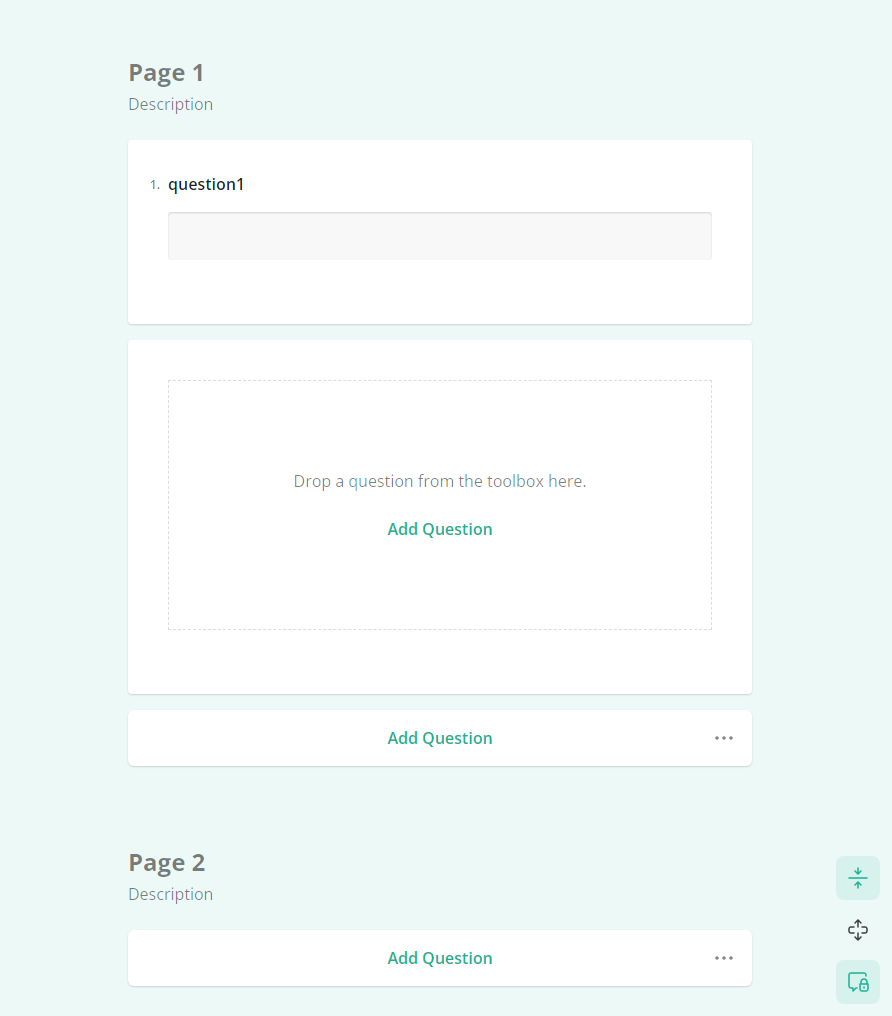 Page 1
Description
1. question1
Drop a question from the toolbox here.
Add Question
Add Question
Page 2
Description
Add Question